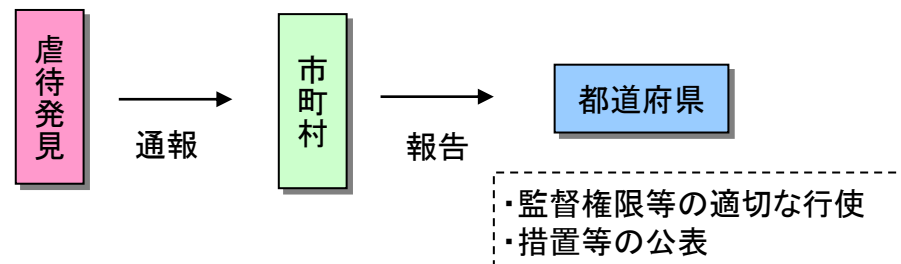 虐待発見
通報
市町村
報告
都道府県
・監督権限等の適切な行使
・措置等の公表